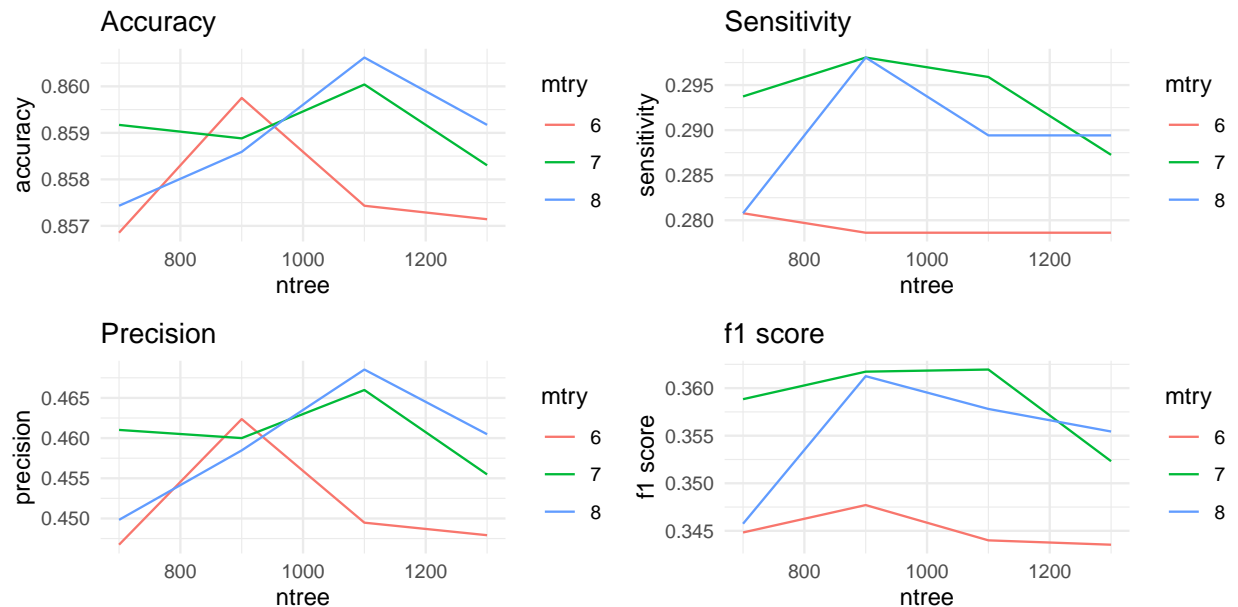 Accuracy
accuracy
0.860
0.859
0.858
0.857
800 1000 1200
ntree
mtry
6
7
8
Sensitivity
sensitivity
0.295
0.290
0.285
0.280
800 1000 1200
ntree
mtry
6
7
8
Precision
precision
0.465
0.460
0.455
0.450
800 1000 1200
ntree
mtry
6
7
8
f1 score
f1 score
0.360
0.355
0.350
0.345
800 1000 1200
ntree
mtry
6
7
8